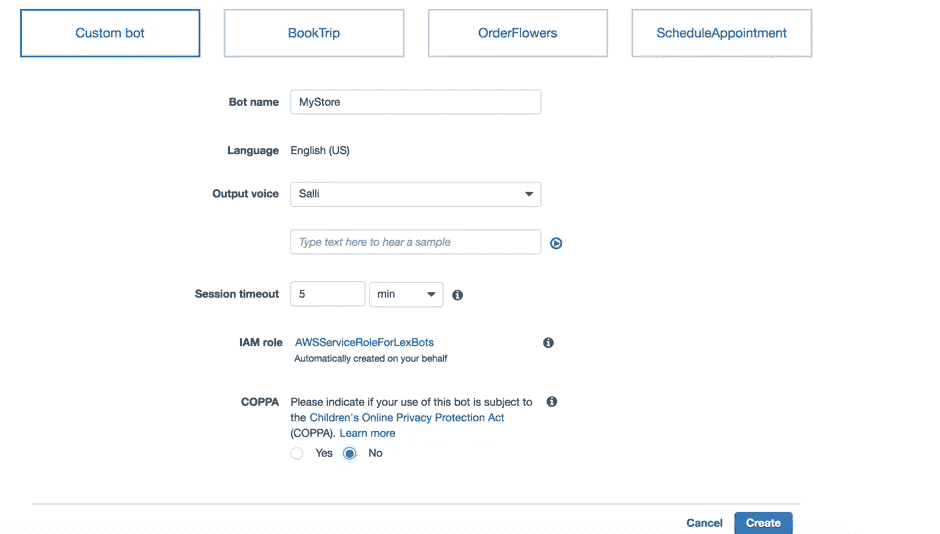 Custom bot BookTrip OrderFlowers ScheduleAppointment
Bot name MyStore
Language English (US)
Output voice Salli
Type text here to hear a sample
Session timeout 5 min
IAM role AWSServiceRoleForLexBots
Automatically created on your behalf
COPPA Please indicate if your use of this bot is subject to
the Children's Online Privacy Protection Act
(COPPA). Learn more
Yes No
Cancel Create